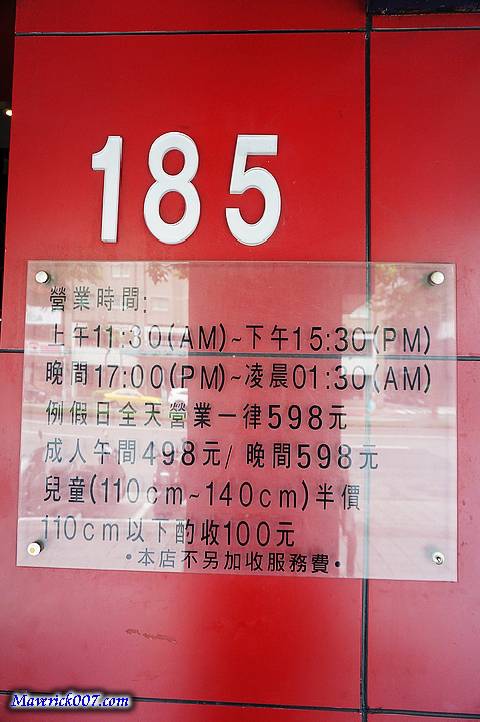 185
營業時間:
上午11:30(AM)~下午15:30(PM)
晚間17:00(PM)~凌晨01:30(AM)
例假日全天營業一律598元
成人午間498元/ 晚間598元
兒童(110cm~140cm)半價
110cm以下酌收100元
•本店不另加收服務費•
Maverick007.com